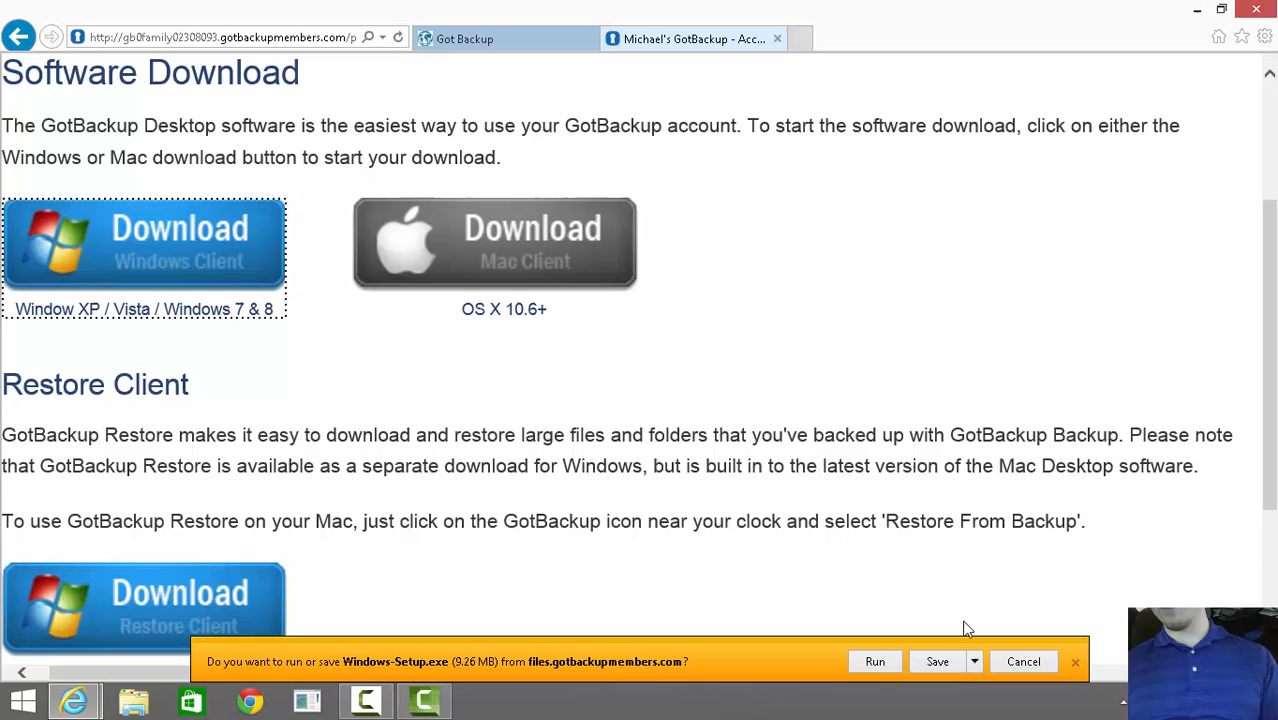 http://gb0family02308093.gotbackupmembers.com/p
Got Backup
Michael's GotBackup - Acc...
Software Download
The GotBackup Desktop software is the easiest way to use your GotBackup account. To start the software download, click on either the
Windows or Mac download button to start your download.
Download
Windows Client
Window XP / Vista / Windows 7 & 8
Download
Mac Client
OS X 10.6+
Restore Client
GotBackup Restore makes it easy to download and restore large files and folders that you've backed up with GotBackup Backup. Please note
that GotBackup Restore is available as a separate download for Windows, but is built in to the latest version of the Mac Desktop software.
To use GotBackup Restore on your Mac, just click on the GotBackup icon near your clock and select 'Restore From Backup'.
Download
Restore Client
Do you want to run or save Windows-Setup.exe (9.26 MB) from files.gotbackupmembers.com?
Run
Save
Cancel